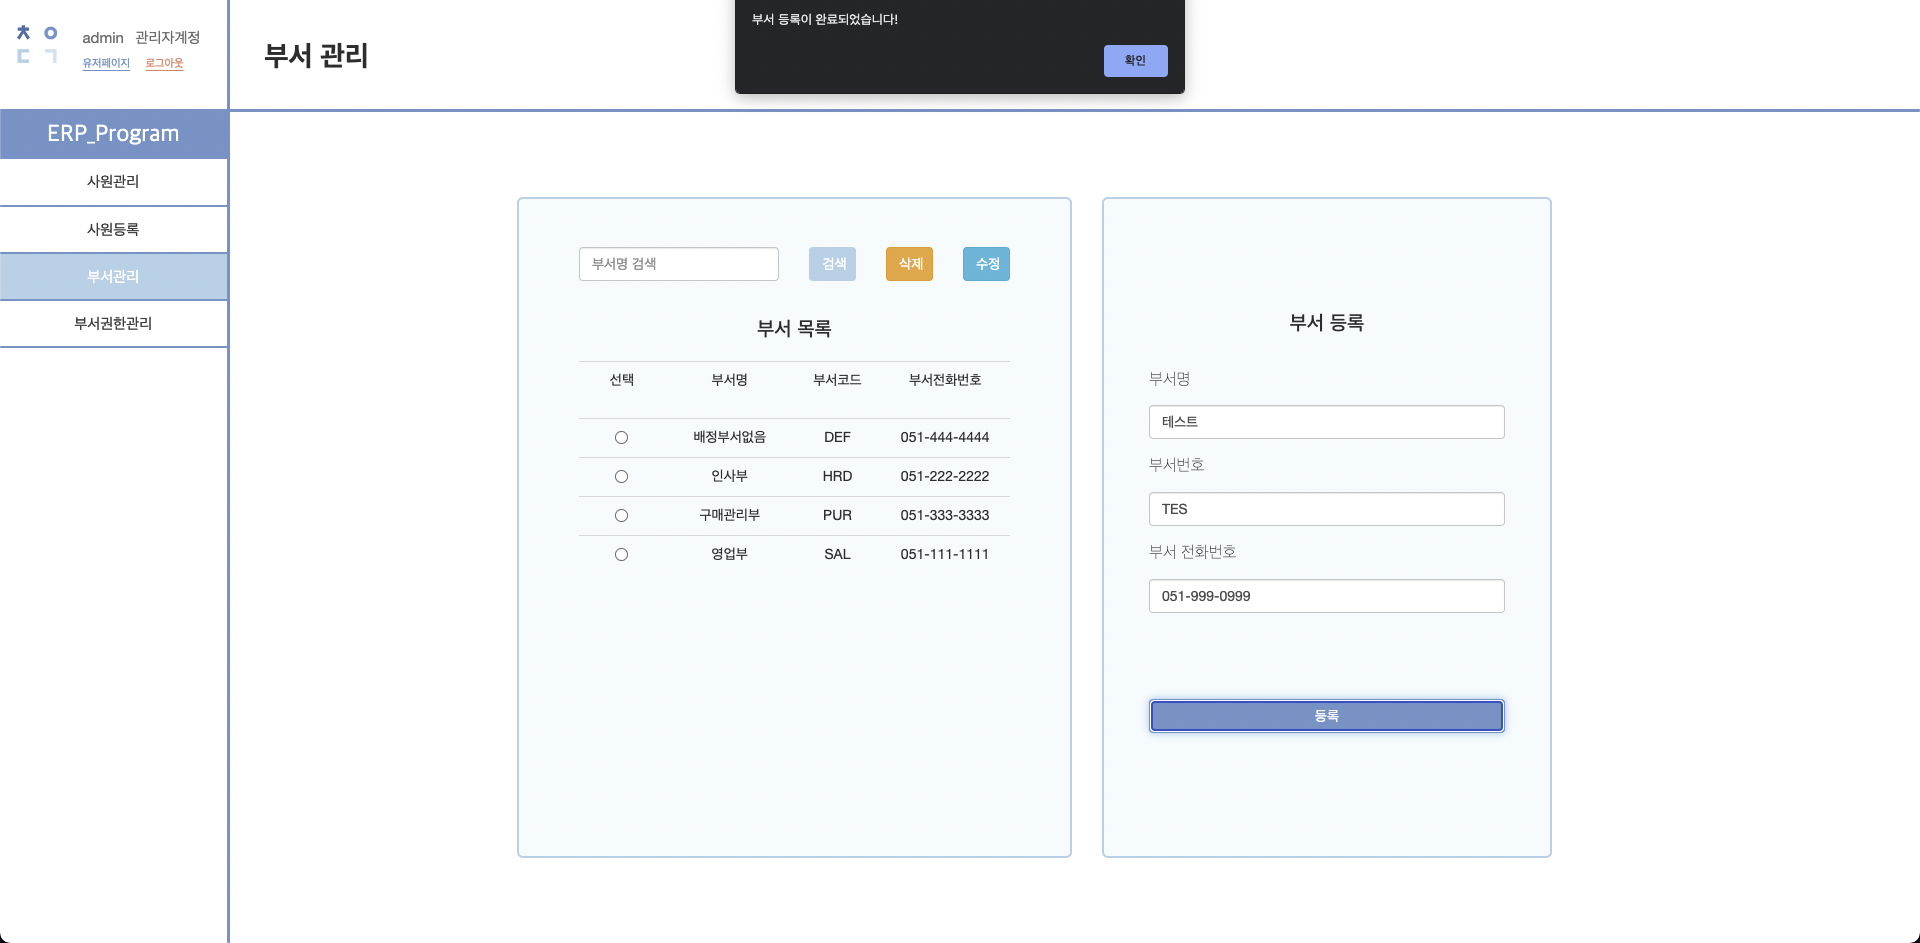 ㅊ ㅇ
ㄷ ㄱ
admin 관리자계정
유저페이지 로그아웃
부서 관리
부서 등록이 완료되었습니다!
확인
ERP_Program
사원관리
사원등록
부서관리
부서권한관리
부서명 검색 검색 삭제 수정
부서 목록
선택 부서명 부서코드 부서전화번호
배정부서없음 DEF 051-444-4444
인사부 HRD 051-222-2222
구매관리부 PUR 051-333-3333
영업부 SAL 051-111-1111
부서 등록
부서명
테스트
부서번호
TES
부서 전화번호
051-999-0999
등록